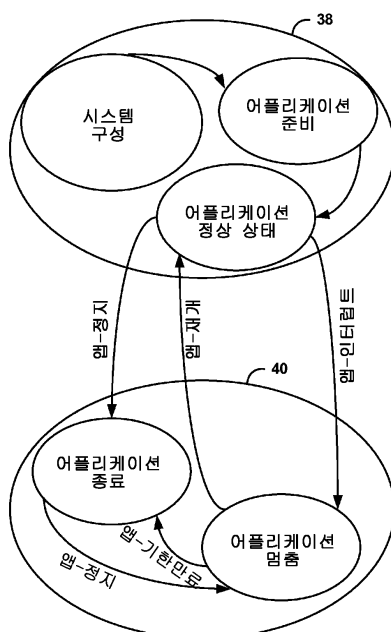 38
시스템
구성
어플리케이션
준비
어플리케이션
정상 상태
앱-정지
앱-재개
앱-인터럽트
40
어플리케이션
종료
어플리케이션
멈춤
앱-기한만료
앱-정지